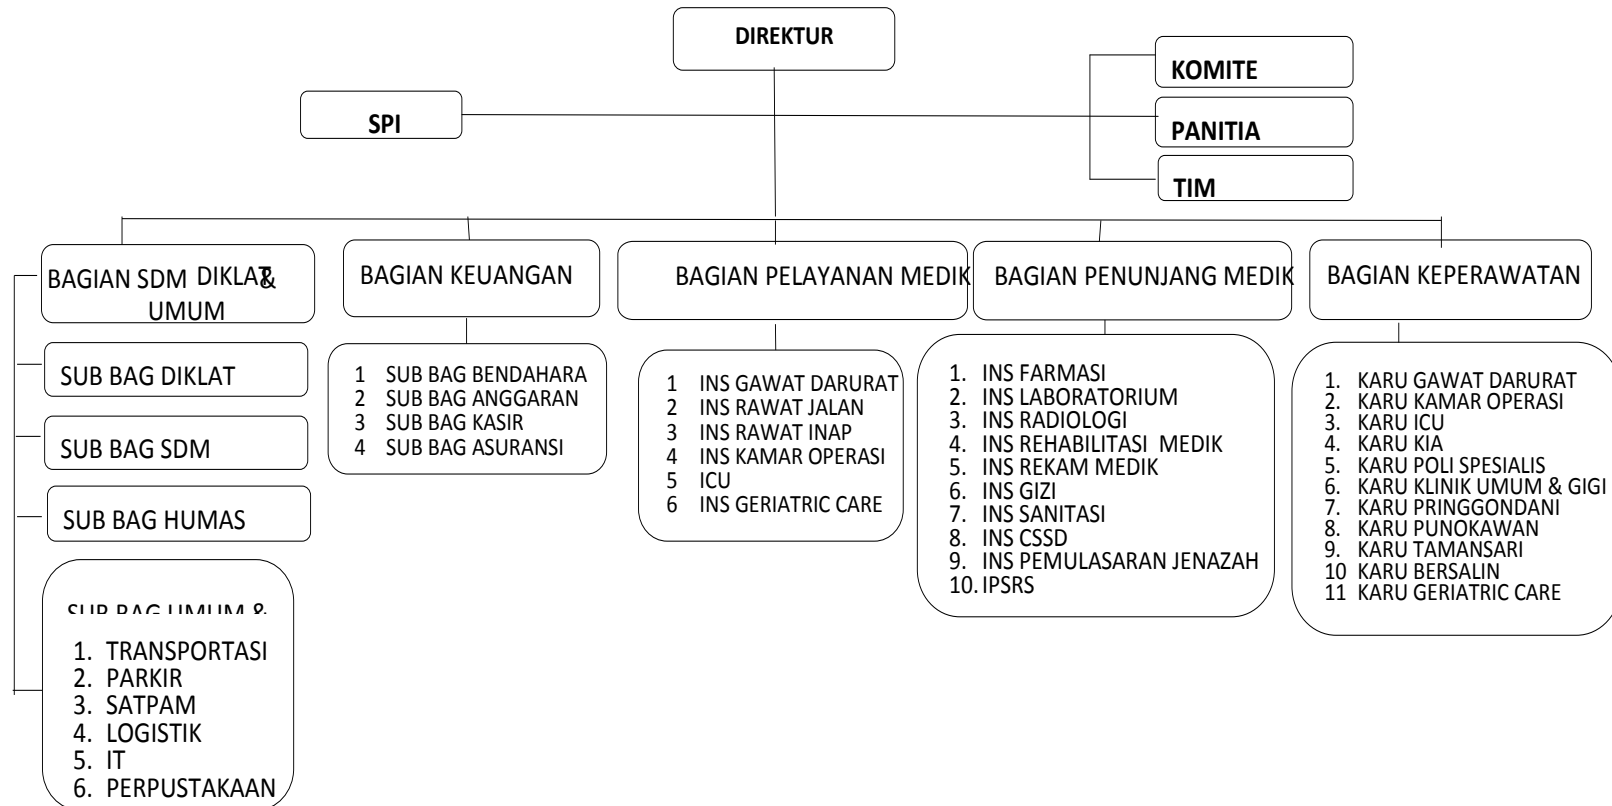 DIREKTUR
KOMITE
SPI
PANITIA
TIM
BAGIAN SDM DIKLAT &
UMUM
SUB BAG DIKLAT
SUB BAG SDM
SUB BAG HUMAS
SUB BAG UMUM &
1. TRANSPORTASI
2. PARKIR
3. SATPAM
4. LOGISTIK
5. IT
6. PERPUSTAKAAN
BAGIAN KEUANGAN
1 SUB BAG BENDAHARA
2 SUB BAG ANGGARAN
3 SUB BAG KASIR
4 SUB BAG ASURANSI
BAGIAN PELAYANAN MEDIK
1 INS GAWAT DARURAT
2 INS RAWAT JALAN
3 INS RAWAT INAP
4 INS KAMAR OPERASI
5 ICU
6 INS GERIATRIC CARE
BAGIAN PENUNJANG MEDIK
1. INS FARMASI
2. INS LABORATORIUM
3. INS RADIOLOGI
4. INS REHABILITASI MEDIK
5. INS REKAM MEDIK
6. INS GIZI
7. INS SANITASI
8. INS CSSD
9. INS PEMULASARAN JENAZAH
10. IPSRS
BAGIAN KEPERAWATAN
1. KARU GAWAT DARURAT
2. KARU KAMAR OPERASI
3. KARU ICU
4. KARU KIA
5. KARU POLI SPESIALIS
6. KARU KLINIK UMUM & GIGI
7. KARU PRINGGONDANI
8. KARU PUNOKAWAN
9. KARU TAMANSARI
10 KARU BERSALIN
11 KARU GERIATRIC CARE